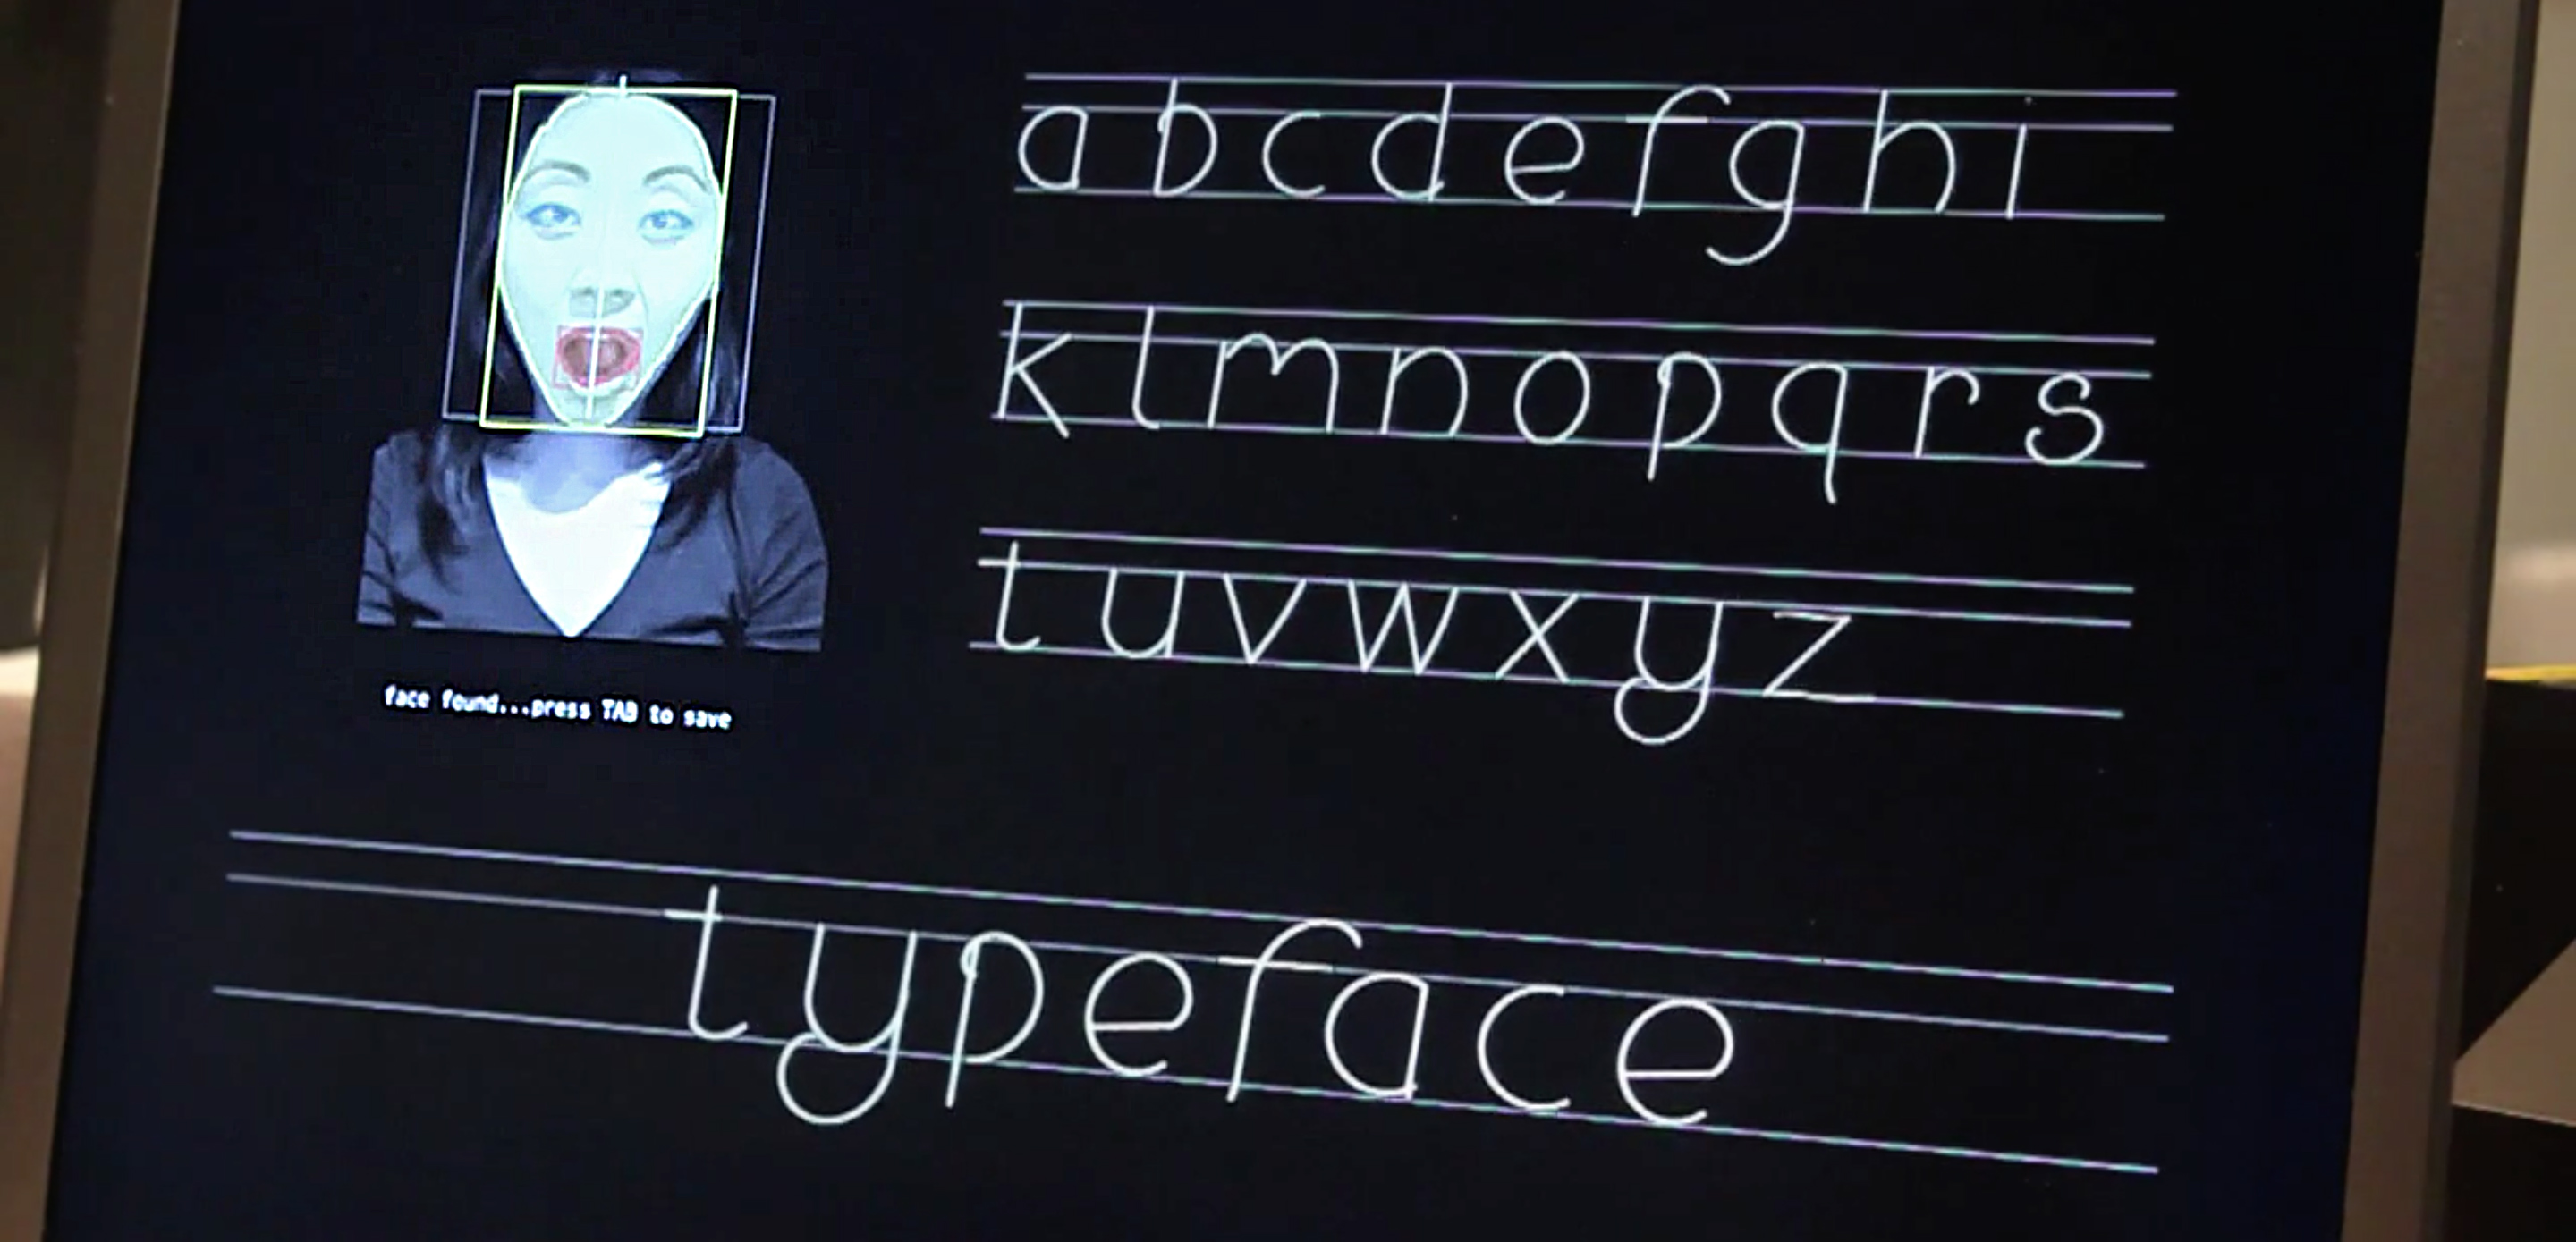 a b c d e f g h i
k l m n o p q r s
t u v w x y z
face found...press TAB to save
typeface